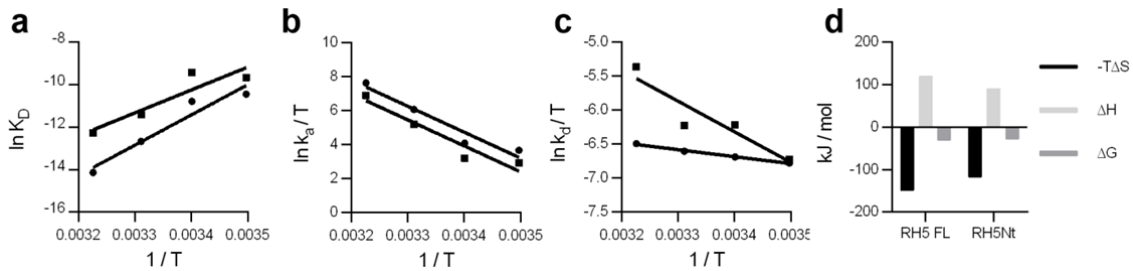 a
ln K_D
-8
-10
-12
-14
-16
0.0032 0.0033 0.0034 0.0035
1 / T
b
ln k_a / T
10
8
6
4
2
0
0.0032 0.0033 0.0034 0.0035
1 / T
c
ln k_d / T
-5.0
-5.5
-6.0
-6.5
-7.0
-7.5
0.0032 0.0033 0.0034 0.0035
1 / T
d
kJ / mol
200
100
0
-100
-200
RH5 FL RH5Nt
-TΔS
ΔH
ΔG